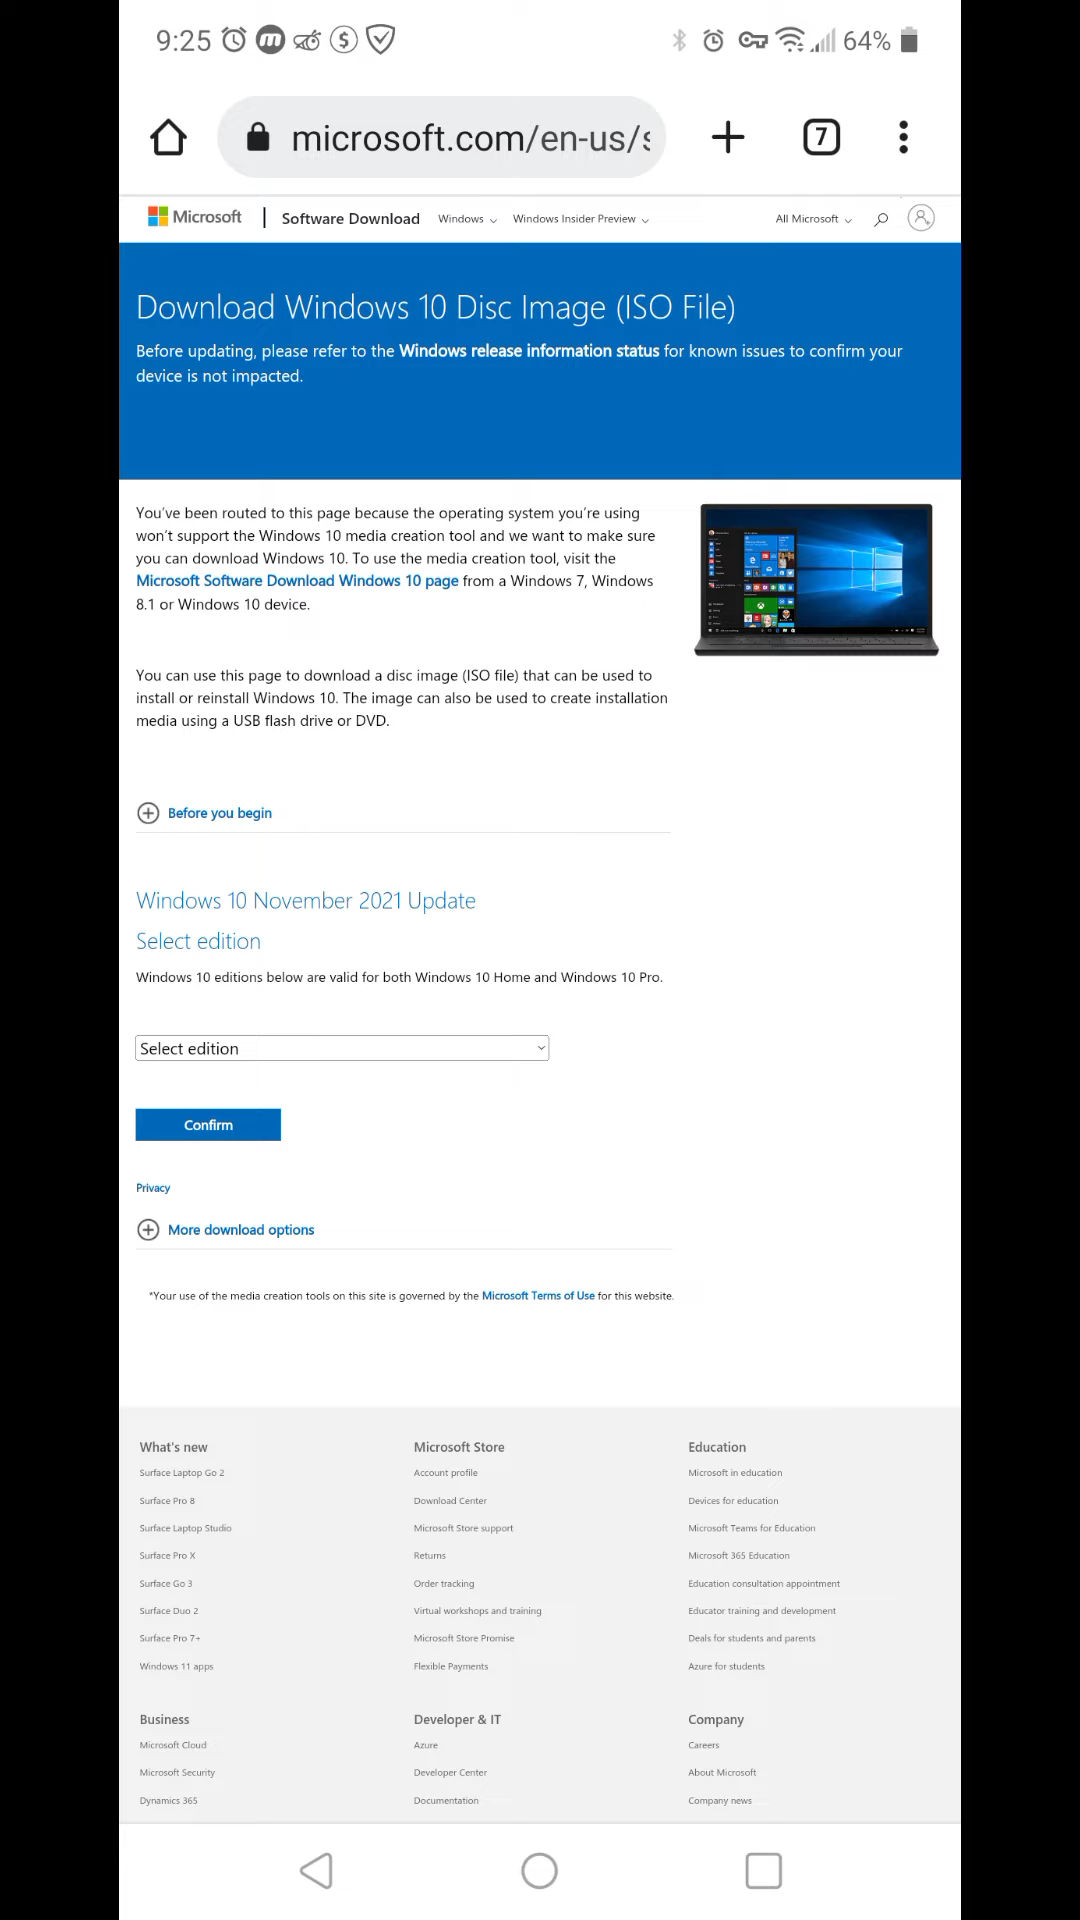 9:25
64%
microsoft.com/en-us/s
7
Microsoft
Software Download
Windows
Windows Insider Preview
All Microsoft
Download Windows 10 Disc Image (ISO File)
Before updating, please refer to the Windows release information status for known issues to confirm your
device is not impacted.
You've been routed to this page because the operating system you're using
won't support the Windows 10 media creation tool and we want to make sure
you can download Windows 10. To use the media creation tool, visit the
Microsoft Software Download Windows 10 page from a Windows 7, Windows
8.1 or Windows 10 device.
You can use this page to download a disc image (ISO file) that can be used to
install or reinstall Windows 10. The image can also be used to create installation
media using a USB flash drive or DVD.
Before you begin
Windows 10 November 2021 Update
Select edition
Windows 10 editions below are valid for both Windows 10 Home and Windows 10 Pro.
Select edition
Confirm
Privacy
More download options
*Your use of the media creation tools on this site is governed by the Microsoft Terms of Use for this website.
What's new
Surface Laptop Go 2
Surface Pro 8
Surface Laptop Studio
Surface Pro X
Surface Go 3
Surface Duo 2
Surface Pro 7+
Windows 11 apps
Microsoft Store
Account profile
Download Center
Microsoft Store support
Returns
Order tracking
Virtual workshops and training
Microsoft Store Promise
Flexible Payments
Education
Microsoft in education
Devices for education
Microsoft Teams for Education
Microsoft 365 Education
Education consultation appointment
Educator training and development
Deals for students and parents
Azure for students
Business
Microsoft Cloud
Microsoft Security
Dynamics 365
Developer & IT
Azure
Developer Center
Documentation
Company
Careers
About Microsoft
Company news